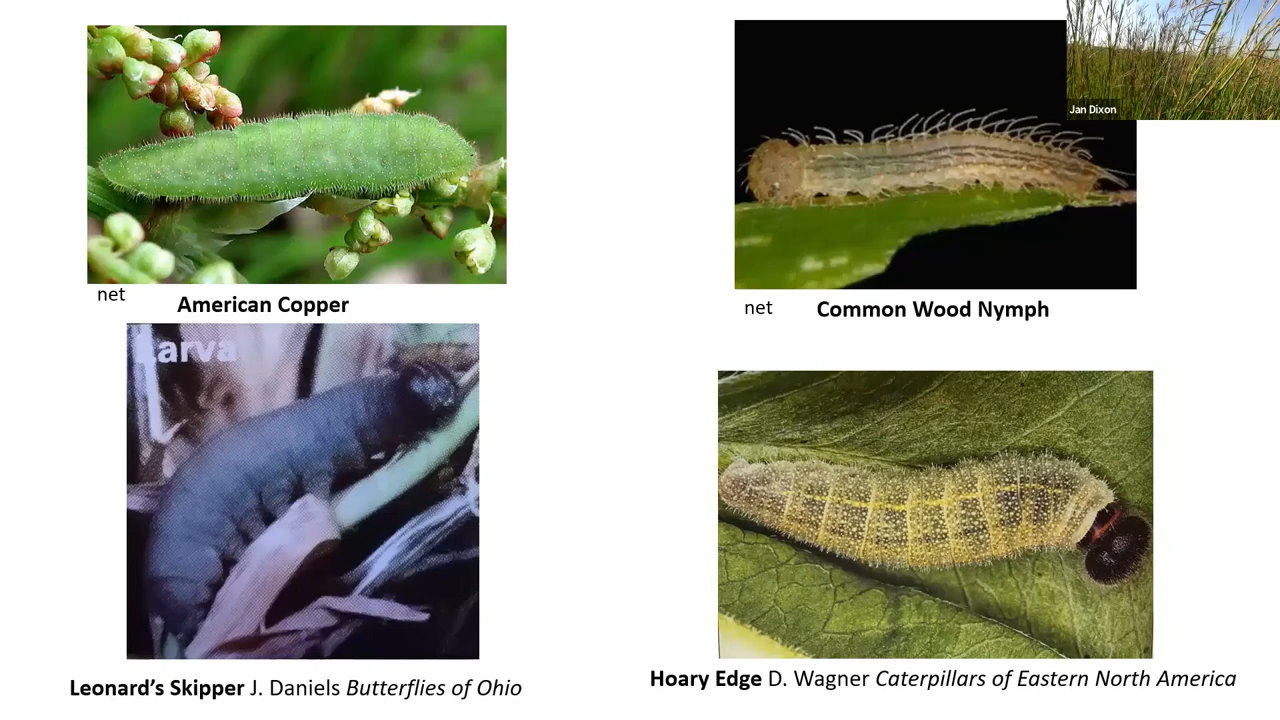 Jan Dixon
net
American Copper
net
Common Wood Nymph
Larva
Leonard’s Skipper J. Daniels Butterflies of Ohio
Hoary Edge D. Wagner Caterpillars of Eastern North America